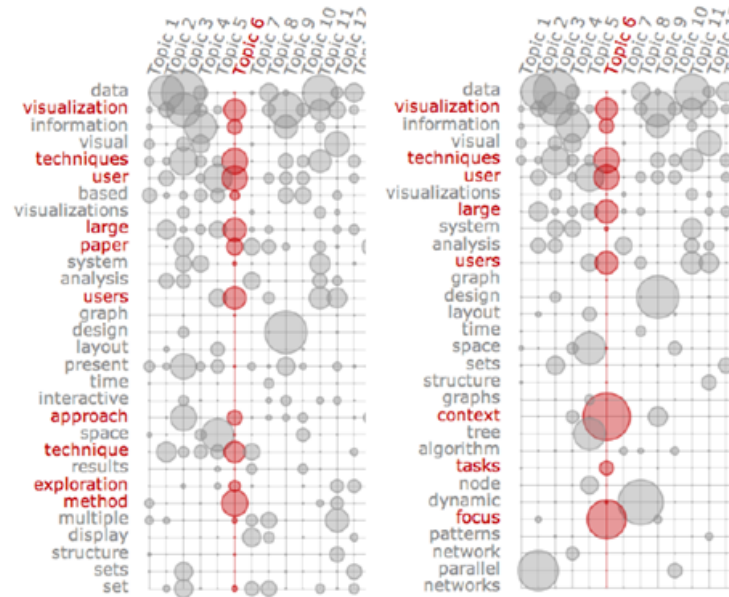 Topic 1
Topic 2
Topic 3
Topic 4
Topic 5
Topic 6
Topic 7
Topic 8
Topic 9
Topic 10
Topic 11
data
visualization
information
visual
techniques
user
based
visualizations
large
paper
system
analysis
users
graph
design
layout
present
time
interactive
approach
space
technique
results
exploration
method
multiple
display
structure
sets
set
Topic 1
Topic 2
Topic 3
Topic 4
Topic 5
Topic 6
Topic 7
Topic 8
Topic 9
Topic 10
Topic 11
data
visualization
information
visual
techniques
user
visualizations
large
system
analysis
users
graph
design
layout
time
space
sets
structure
graphs
context
tree
algorithm
tasks
node
dynamic
focus
patterns
network
parallel
networks